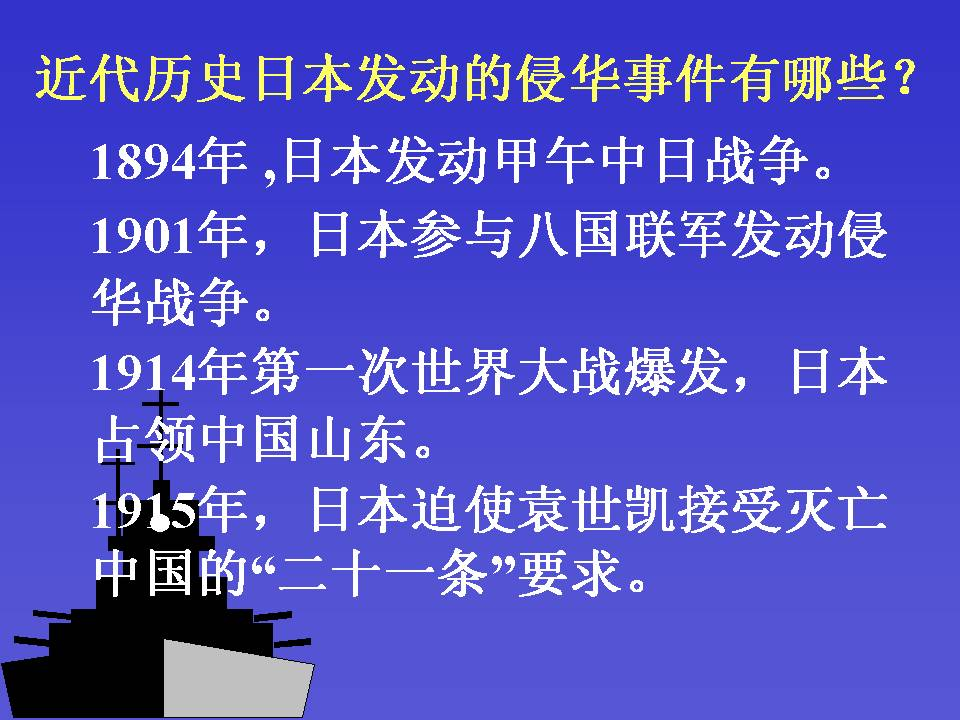 近代历史日本发动的侵华事件有哪些？
1894年 ,日本发动甲午中日战争。
1901年，日本参与八国联军发动侵
华战争。
1914年第一次世界大战爆发，日本
占领中国山东。
1915年，日本迫使袁世凯接受灭亡
中国的“二十一条”要求。